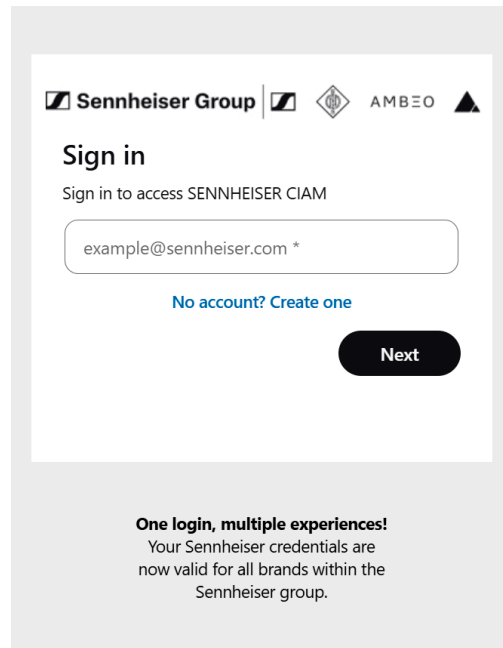 Sennheiser Group AMBEO
Sign in
Sign in to access SENNHEISER CIAM
example@sennheiser.com *
No account? Create one
Next
One login, multiple experiences!
Your Sennheiser credentials are
now valid for all brands within the
Sennheiser group.